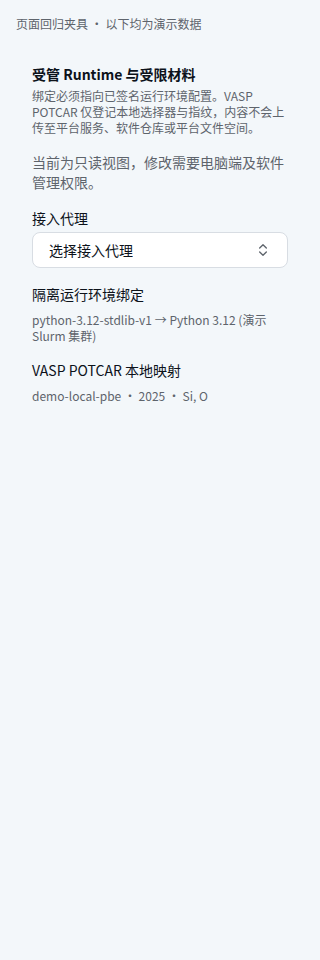 页面回归夹具 · 以下均为演示数据
受管 Runtime 与受限材料
绑定必须指向已签名运行环境配置。VASP
POTCAR 仅登记本地选择器与指纹，内容不会上
传至平台服务、软件仓库或平台文件空间。
当前为只读视图，修改需要电脑端及软件
管理权限。
接入代理
选择接入代理
隔离运行环境绑定
python-3.12-stdlib-v1 → Python 3.12 (演示
Slurm 集群)
VASP POTCAR 本地映射
demo-local-pbe · 2025 · Si, O